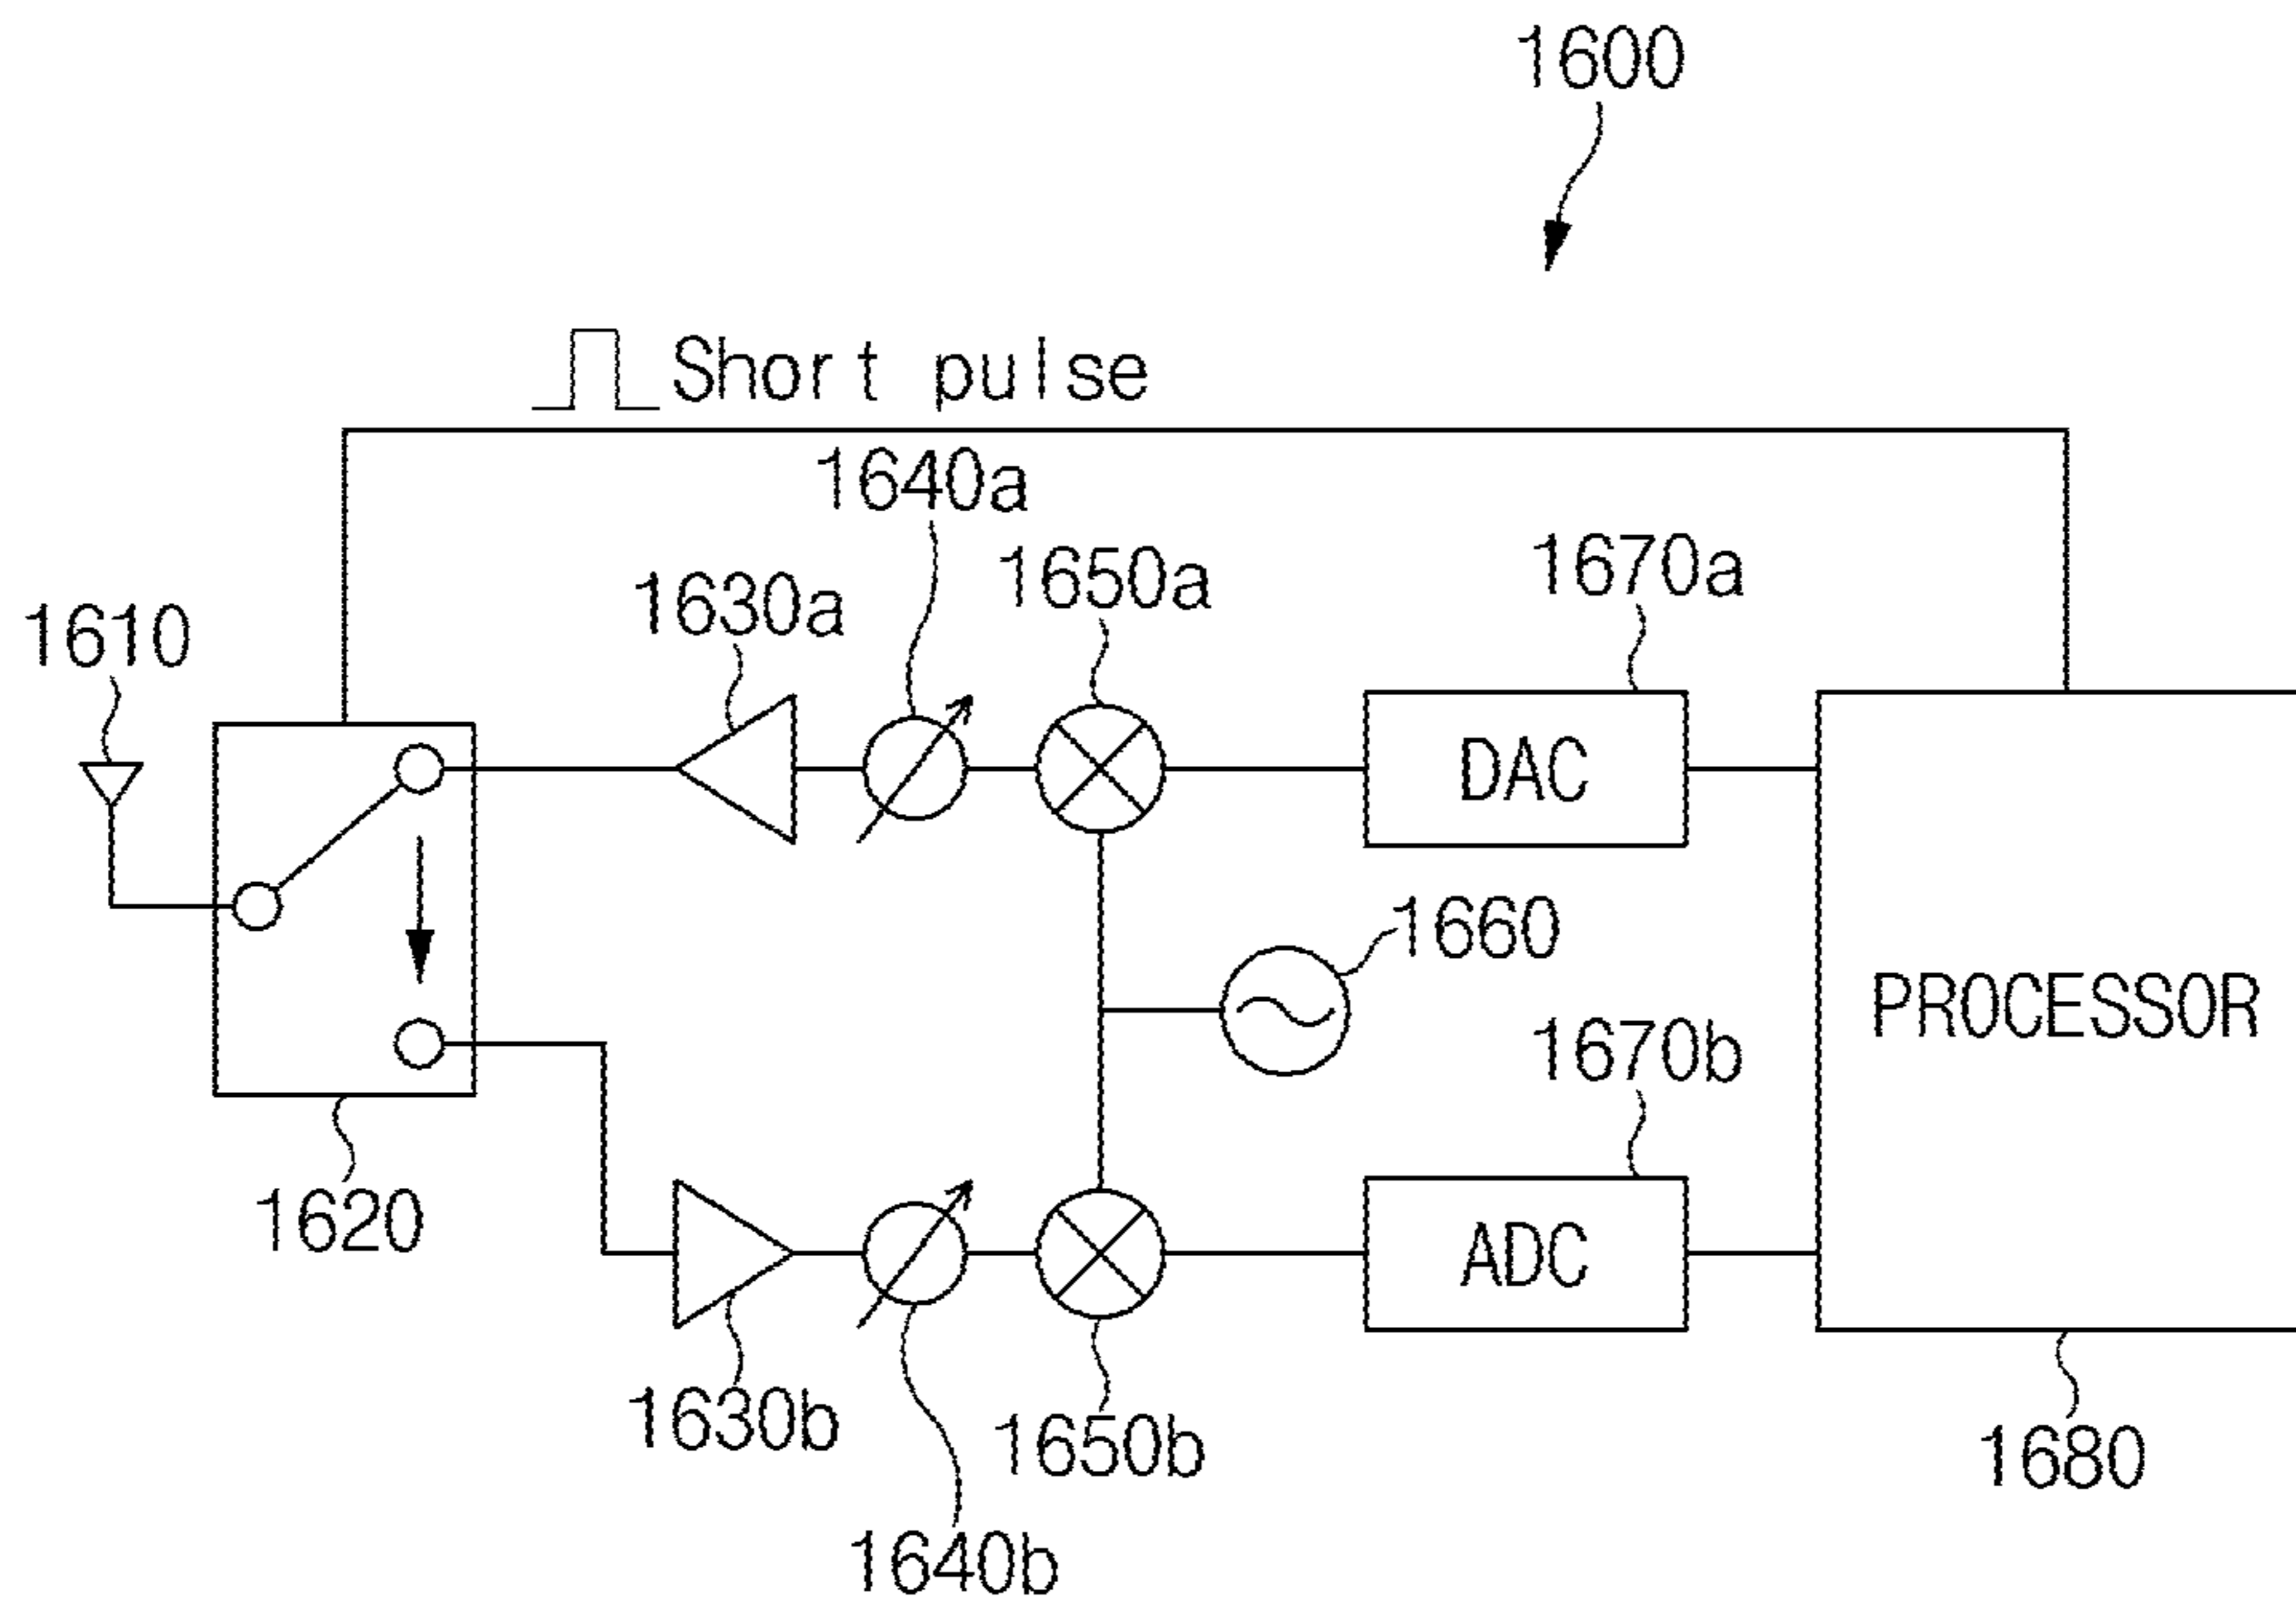 1600
Short pulse
1640a
1650a
1670a
1630a
1610
DAC
1660
PROCESSOR
1670b
1620
ADC
1630b
1650b
1680
1640b